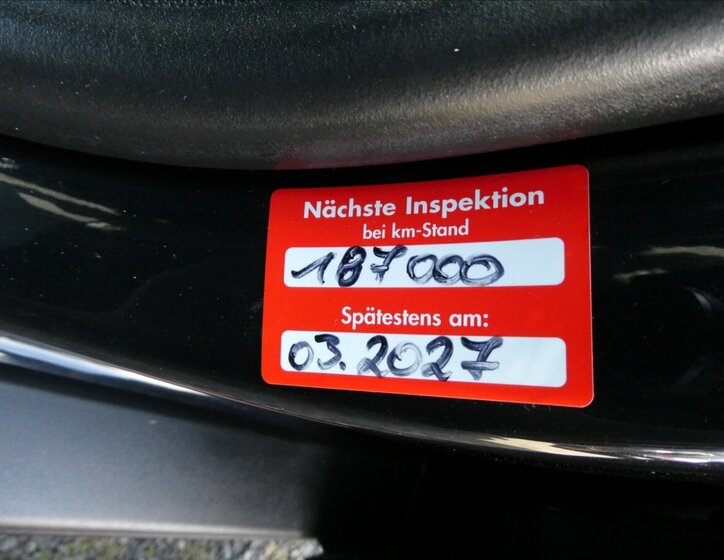 Nächste Inspektion
bei km-Stand
187000
Spätestens am:
03.2027